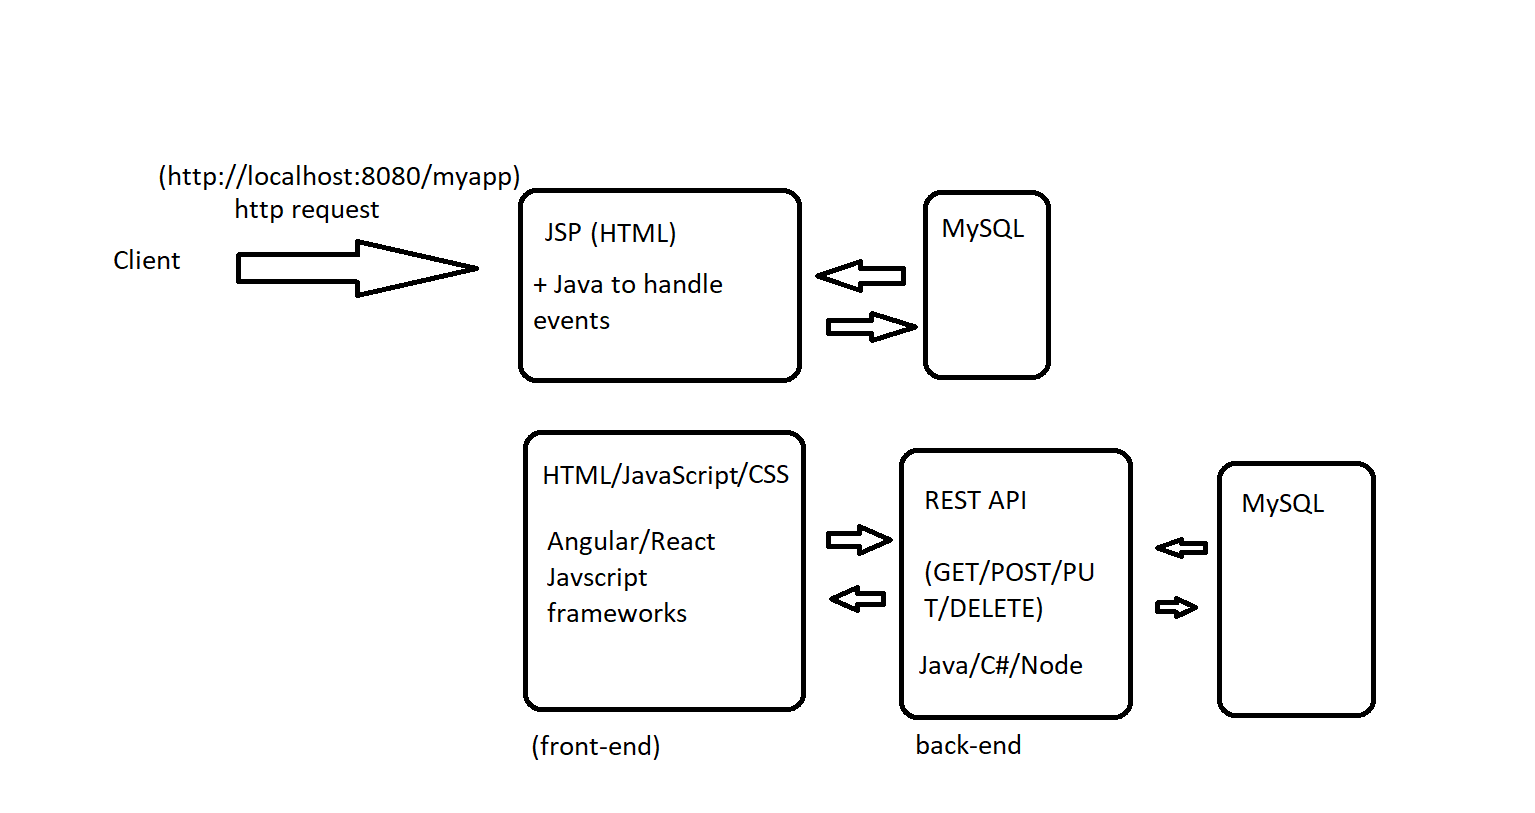 (http://localhost:8080/myapp)
http request
Client
JSP (HTML)
+ Java to handle
events
MySQL
HTML/JavaScript/CSS
Angular/React
Javscript
frameworks
(front-end)
REST API
(GET/POST/PU
T/DELETE)
Java/C#/Node
back-end
MySQL